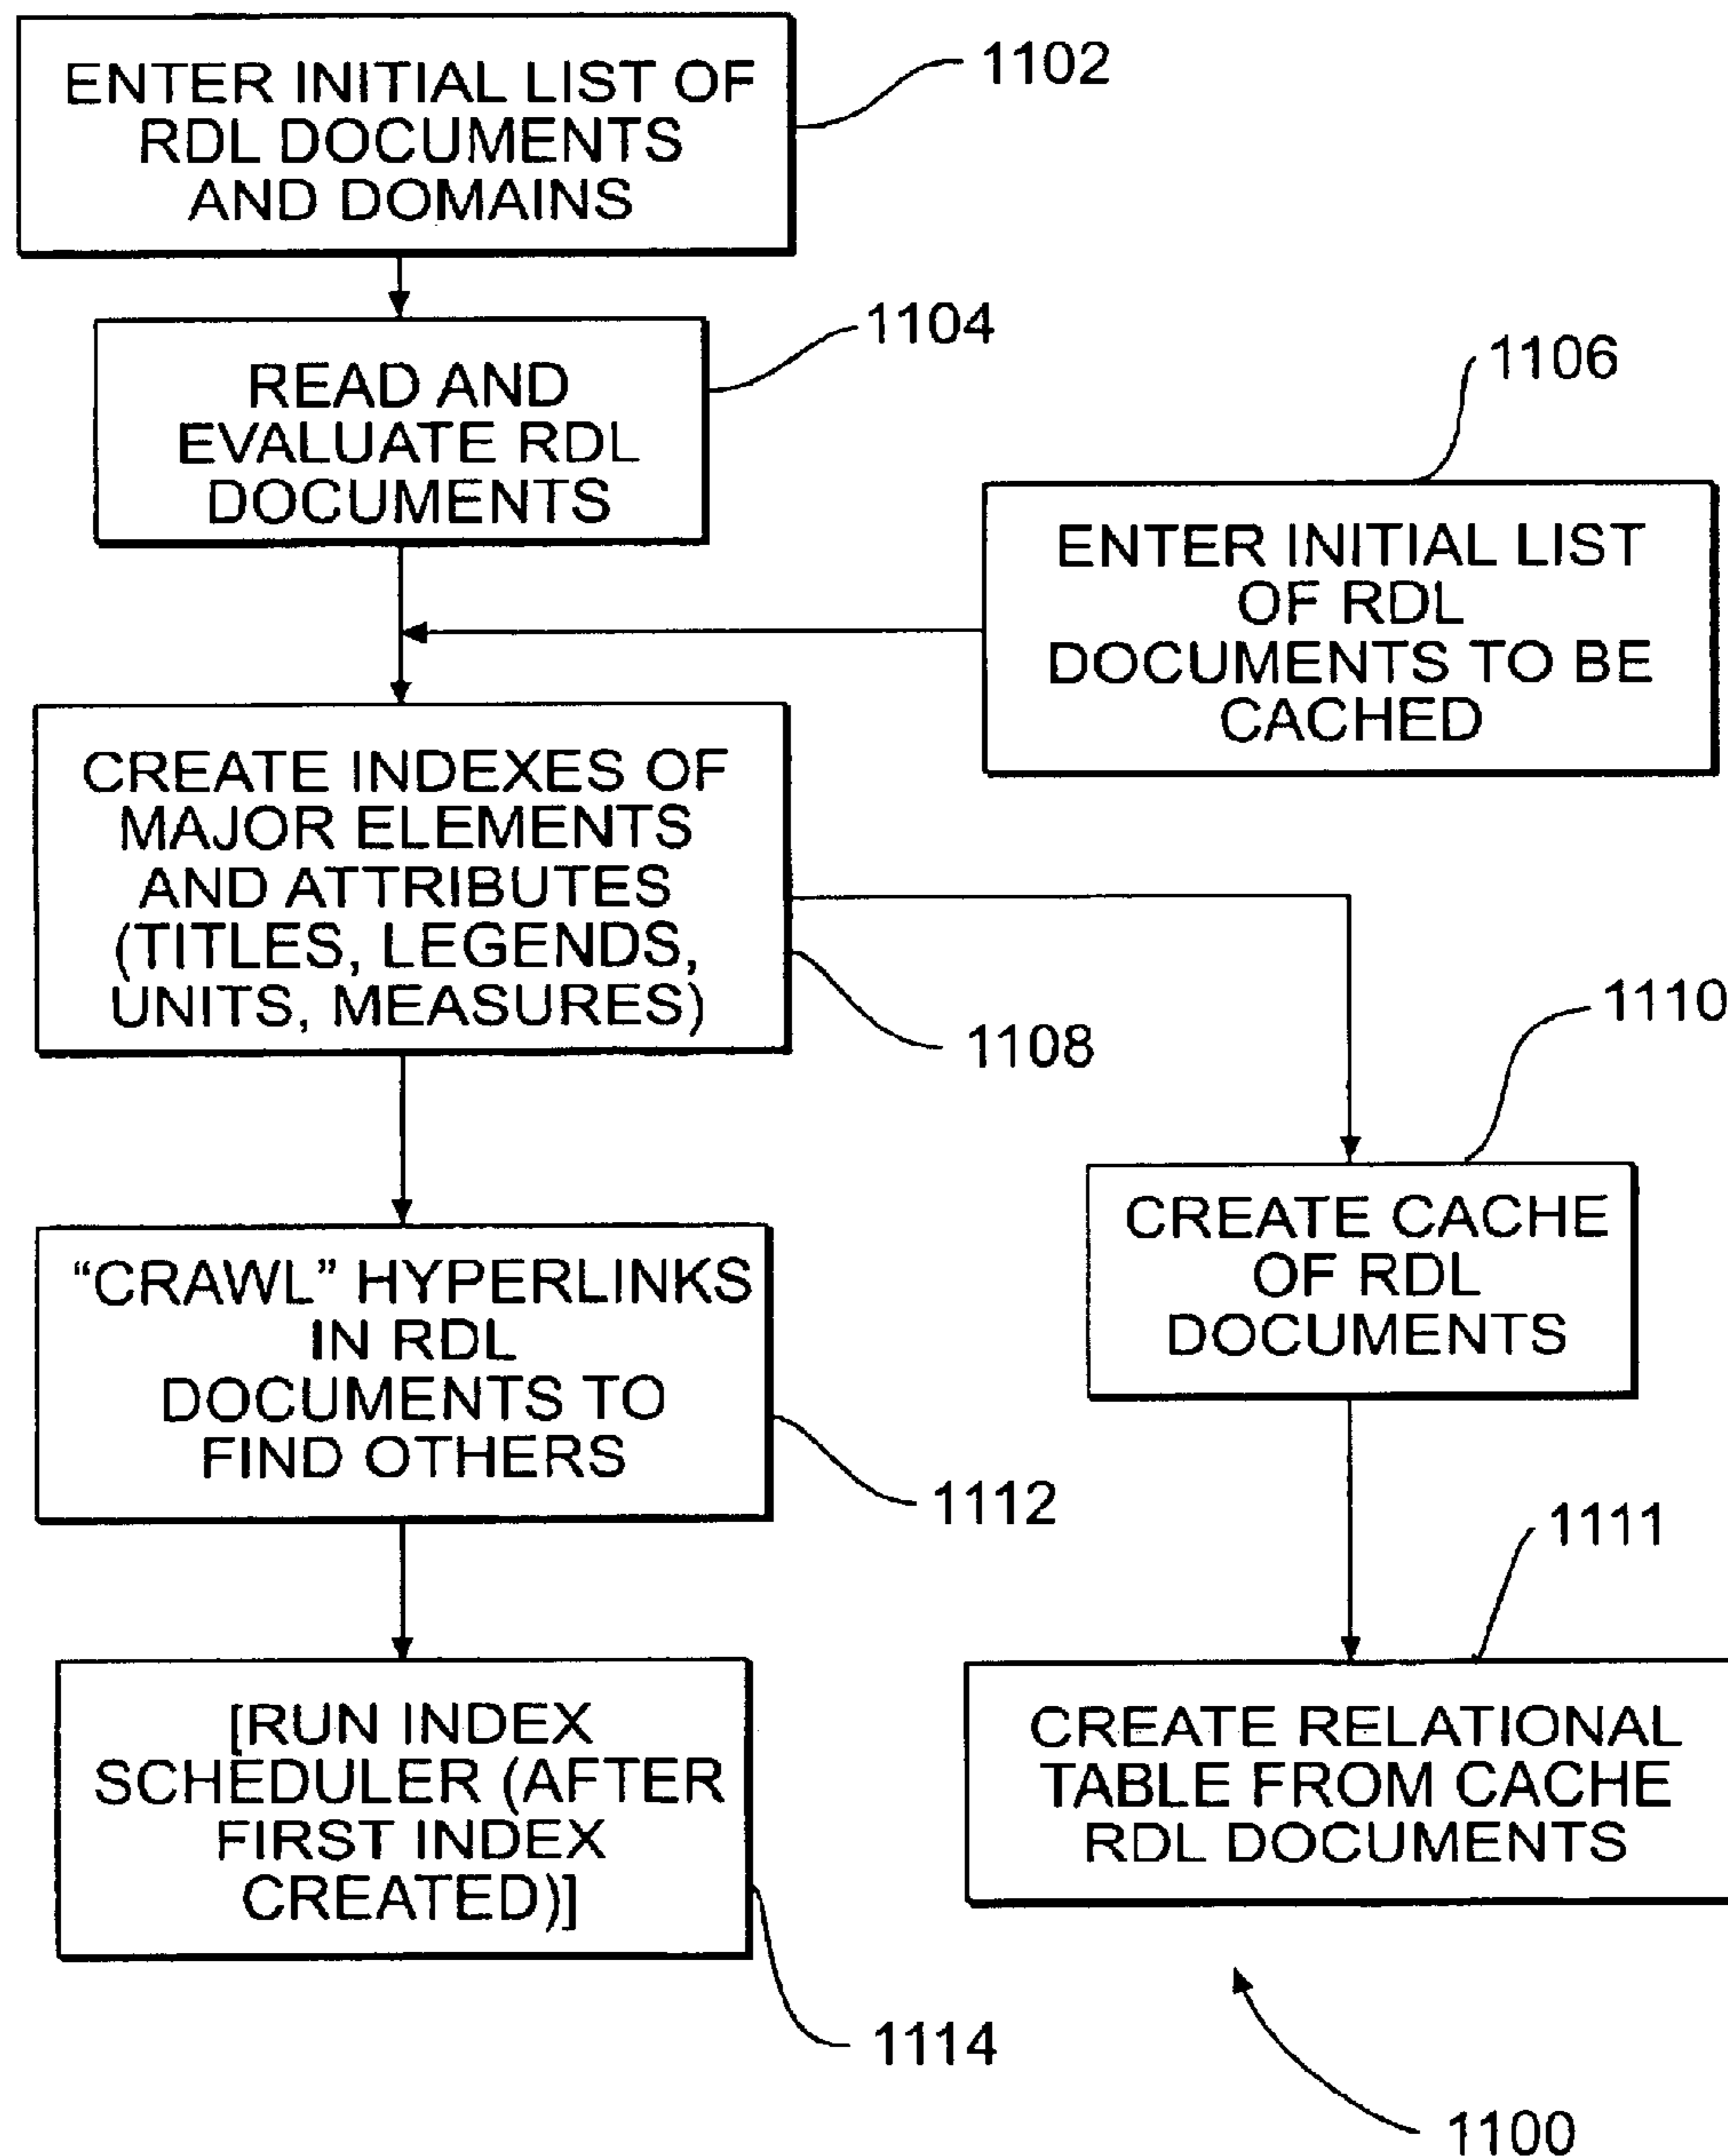 ENTER INITIAL LIST OF
RDL DOCUMENTS
AND DOMAINS
1102
READ AND
EVALUATE RDL
DOCUMENTS
1104
1106
ENTER INITIAL LIST
OF RDL
DOCUMENTS TO BE
CACHED
CREATE INDEXES OF
MAJOR ELEMENTS
AND ATTRIBUTES
(TITLES, LEGENDS,
UNITS, MEASURES)
1108
1110
CREATE CACHE
OF RDL
DOCUMENTS
"CRAWL" HYPERLINKS
IN RDL
DOCUMENTS TO
FIND OTHERS
1112
1111
CREATE RELATIONAL
TABLE FROM CACHE
RDL DOCUMENTS
[RUN INDEX
SCHEDULER (AFTER
FIRST INDEX
CREATED)]
1114
1100